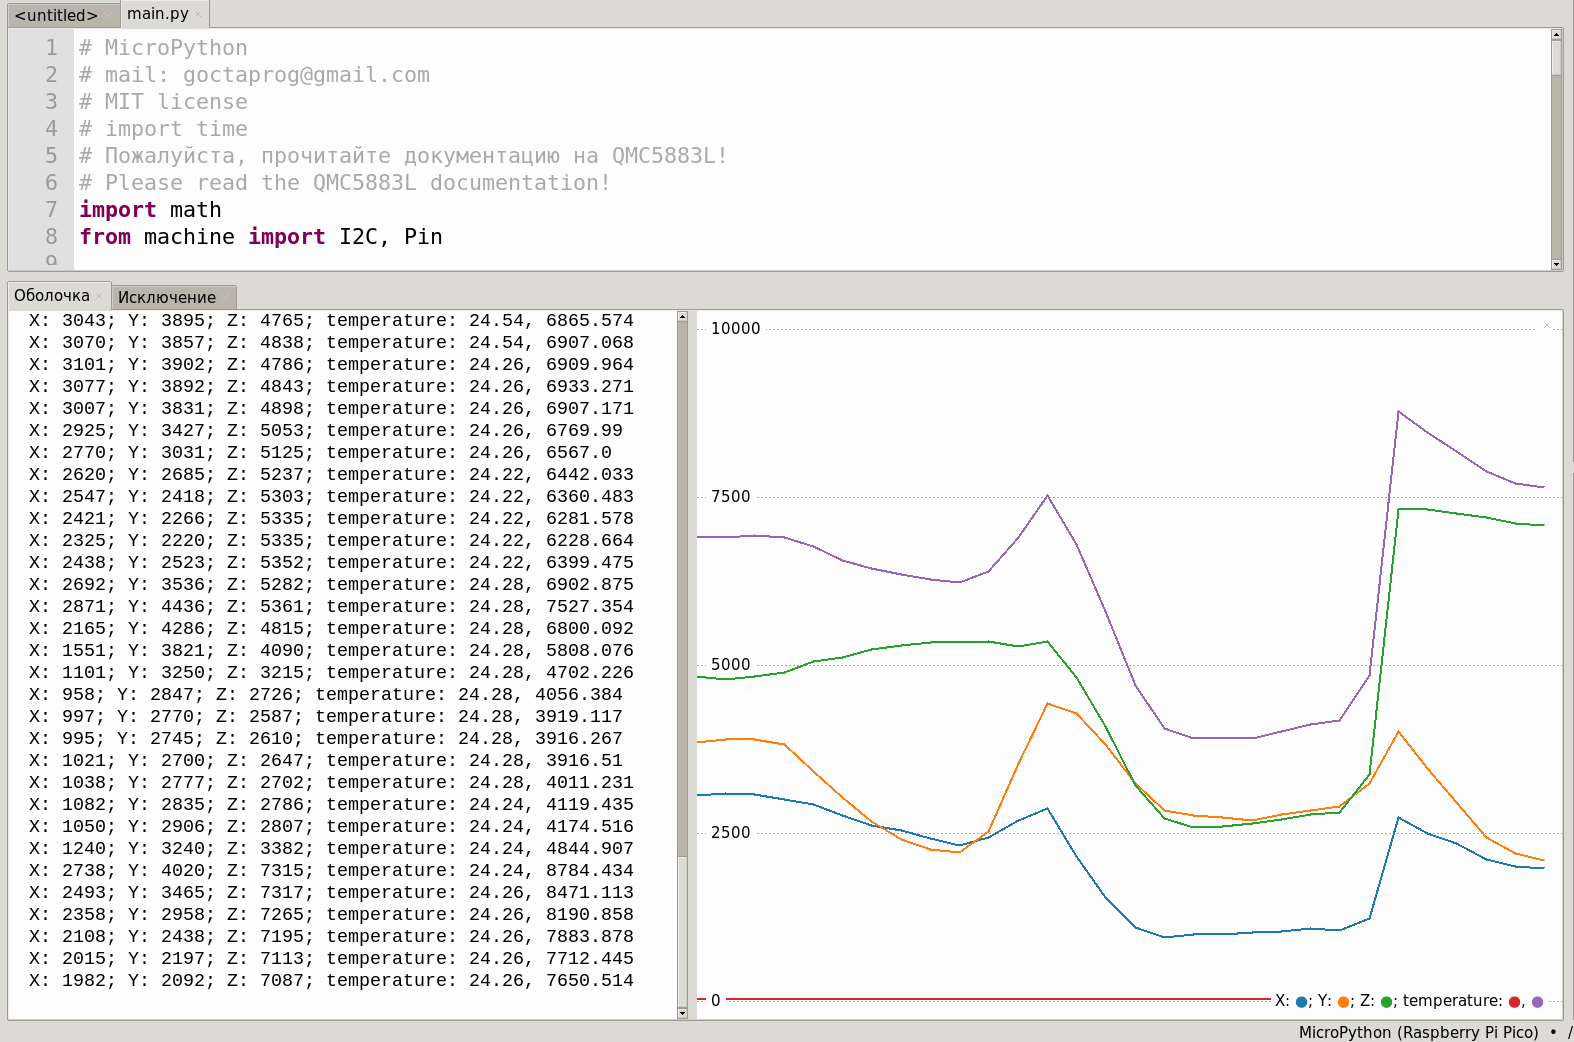 <untitled> main.py
1 # MicroPython
2 # mail: goctaprog@gmail.com
3 # MIT license
4 # import time
5 # Пожалуйста, прочитайте документацию на QMC5883L!
6 # Please read the QMC5883L documentation!
7 import math
8 from machine import I2C, Pin
9
Оболочка Исключение
X: 3043; Y: 3895; Z: 4765; temperature: 24.54, 6865.574
X: 3070; Y: 3857; Z: 4838; temperature: 24.54, 6907.068
X: 3101; Y: 3902; Z: 4786; temperature: 24.26, 6909.964
X: 3077; Y: 3892; Z: 4843; temperature: 24.26, 6933.271
X: 3007; Y: 3831; Z: 4898; temperature: 24.26, 6907.171
X: 2925; Y: 3427; Z: 5053; temperature: 24.26, 6769.99
X: 2770; Y: 3031; Z: 5125; temperature: 24.26, 6567.0
X: 2620; Y: 2685; Z: 5237; temperature: 24.22, 6442.033
X: 2547; Y: 2418; Z: 5303; temperature: 24.22, 6360.483
X: 2421; Y: 2266; Z: 5335; temperature: 24.22, 6281.578
X: 2325; Y: 2220; Z: 5335; temperature: 24.22, 6228.664
X: 2438; Y: 2523; Z: 5352; temperature: 24.22, 6399.475
X: 2692; Y: 3536; Z: 5282; temperature: 24.28, 6902.875
X: 2871; Y: 4436; Z: 5361; temperature: 24.28, 7527.354
X: 2165; Y: 4286; Z: 4815; temperature: 24.28, 6800.092
X: 1551; Y: 3821; Z: 4090; temperature: 24.28, 5808.076
X: 1101; Y: 3250; Z: 3215; temperature: 24.28, 4702.226
X: 958; Y: 2847; Z: 2726; temperature: 24.28, 4056.384
X: 997; Y: 2770; Z: 2587; temperature: 24.28, 3919.117
X: 995; Y: 2745; Z: 2610; temperature: 24.28, 3916.267
X: 1021; Y: 2700; Z: 2647; temperature: 24.28, 3916.51
X: 1038; Y: 2777; Z: 2702; temperature: 24.28, 4011.231
X: 1082; Y: 2835; Z: 2786; temperature: 24.24, 4119.435
X: 1050; Y: 2906; Z: 2807; temperature: 24.24, 4174.516
X: 1240; Y: 3240; Z: 3382; temperature: 24.24, 4844.907
X: 2738; Y: 4020; Z: 7315; temperature: 24.24, 8784.434
X: 2493; Y: 3465; Z: 7317; temperature: 24.26, 8471.113
X: 2358; Y: 2958; Z: 7265; temperature: 24.26, 8190.858
X: 2108; Y: 2438; Z: 7195; temperature: 24.26, 7883.878
X: 2015; Y: 2197; Z: 7113; temperature: 24.26, 7712.445
X: 1982; Y: 2092; Z: 7087; temperature: 24.26, 7650.514
10000
7500
5000
2500
0
X: ●; Y: ●; Z: ●; temperature: ●, ●
MicroPython (Raspberry Pi Pico) • /